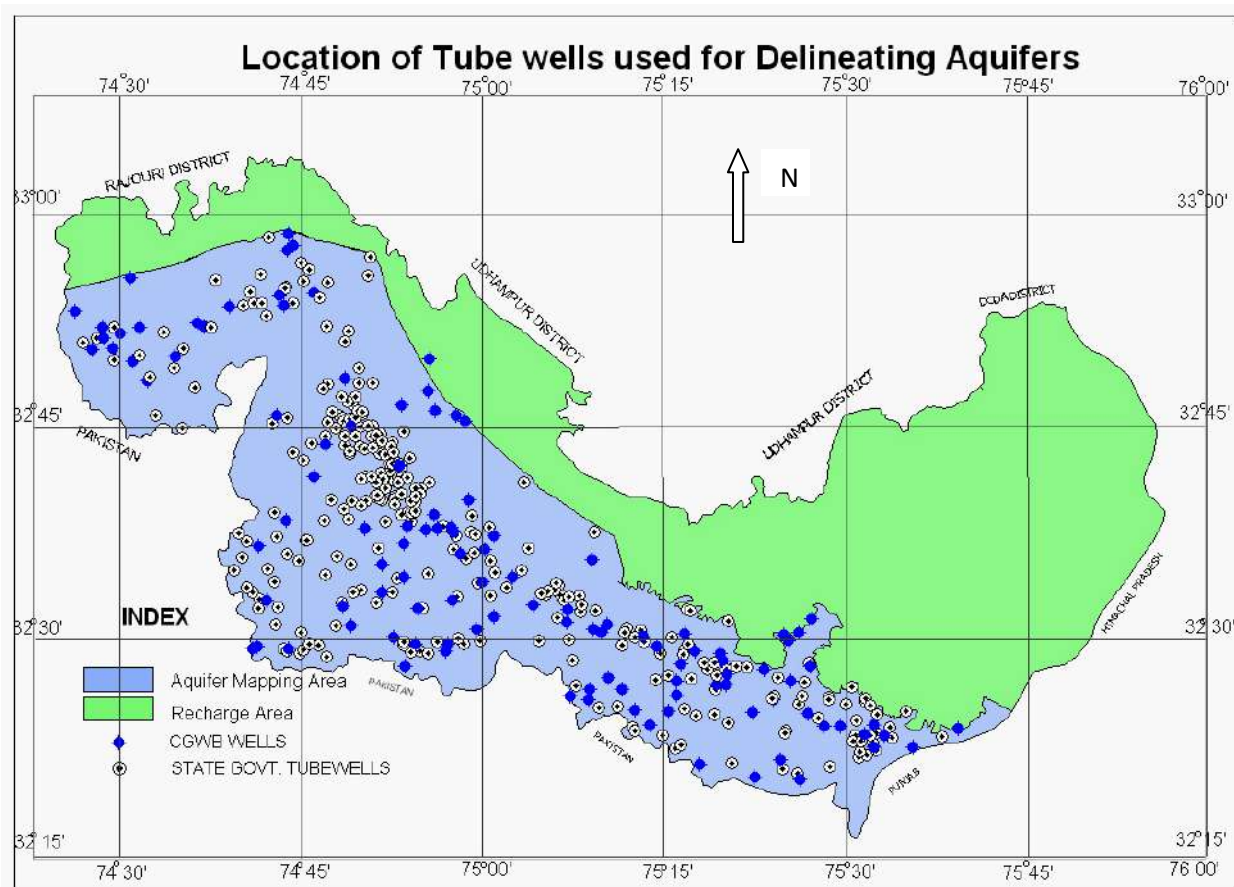 Location of Tube wells used for Delineating Aquifers
74°30' 74°45' 75°00' 75°15' 75°30' 75°45' 76°00'
RAJOURI DISTRICT
N
33°00' 33°00'
UDHAMPUR DISTRICT
DODA DISTRICT
UDHAMPUR DISTRICT
32°45' 32°45'
PAKISTAN
HIMACHAL PRADESH
INDEX
32°30' 32°30'
Aquifer Mapping Area
PAKISTAN
Recharge Area
CGWB WELLS
PAKISTAN
STATE GOVT. TUBEWELLS
PUNJAB
32°15' 32°15'
74°30' 74°45' 75°00' 75°15' 75°30' 75°45' 76°00'